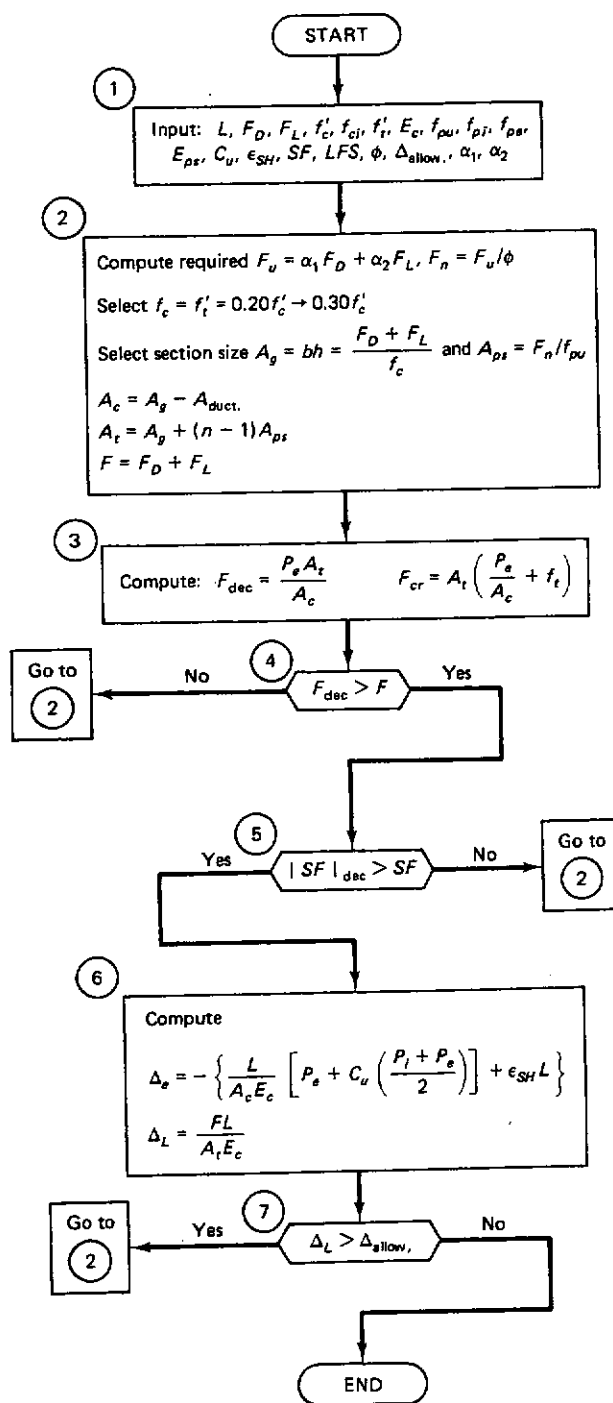 START
1
Input: L, F_D, F_L, f'_c, f'_ci, f'_t, E_c, f_pu, f_pi, f_pe,
E_ps, C_u, ϵ_SH, SF, LFS, ϕ, Δ_allow., α_1, α_2
2
Compute required F_u = α_1 F_D + α_2 F_L, F_n = F_u/ϕ
Select f_c = f'_t = 0.20f'_c → 0.30f'_c
Select section size A_g = bh = (F_D + F_L)/f_c and A_ps = F_n/f_pu
A_c = A_g − A_duct.
A_t = A_g + (n − 1)A_ps
F = F_D + F_L
3
Compute: F_dec = P_e A_t/A_c F_cr = A_t (P_e/A_c + f_t)
4
Go to
2
No
F_dec > F
Yes
5
Yes
| SF |_dec > SF
No
Go to
2
6
Compute
Δ_e = − { L/(A_c E_c) [ P_e + C_u ( (P_i + P_e)/2 ) ] + ϵ_SH L }
Δ_L = FL/(A_t E_c)
7
Go to
2
Yes
Δ_L > Δ_allow.
No
END